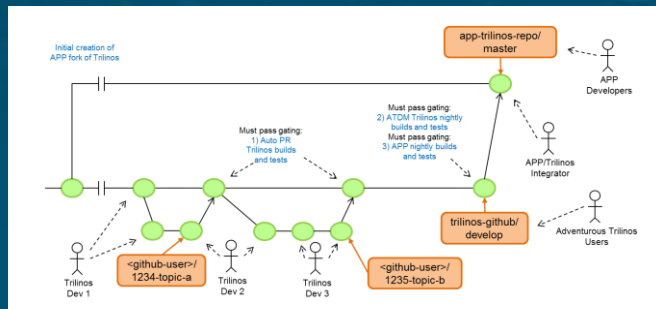 Initial creation of
APP fork of Trilinos
app-trilinos-repo/
master
APP
Developers
Must pass gating:
1) Auto PR
Trilinos builds
and tests
Must pass gating:
2) ATDM Trilinos nightly
builds and tests
Must pass gating:
3) APP nightly builds
and tests
APP/Trilinos
Integrator
trilinos-github/
develop
Adventurous Trilinos
Users
Trilinos
Dev 1
<github-user>/
1234-topic-a
Trilinos
Dev 2
Trilinos
Dev 3
<github-user>/
1235-topic-b